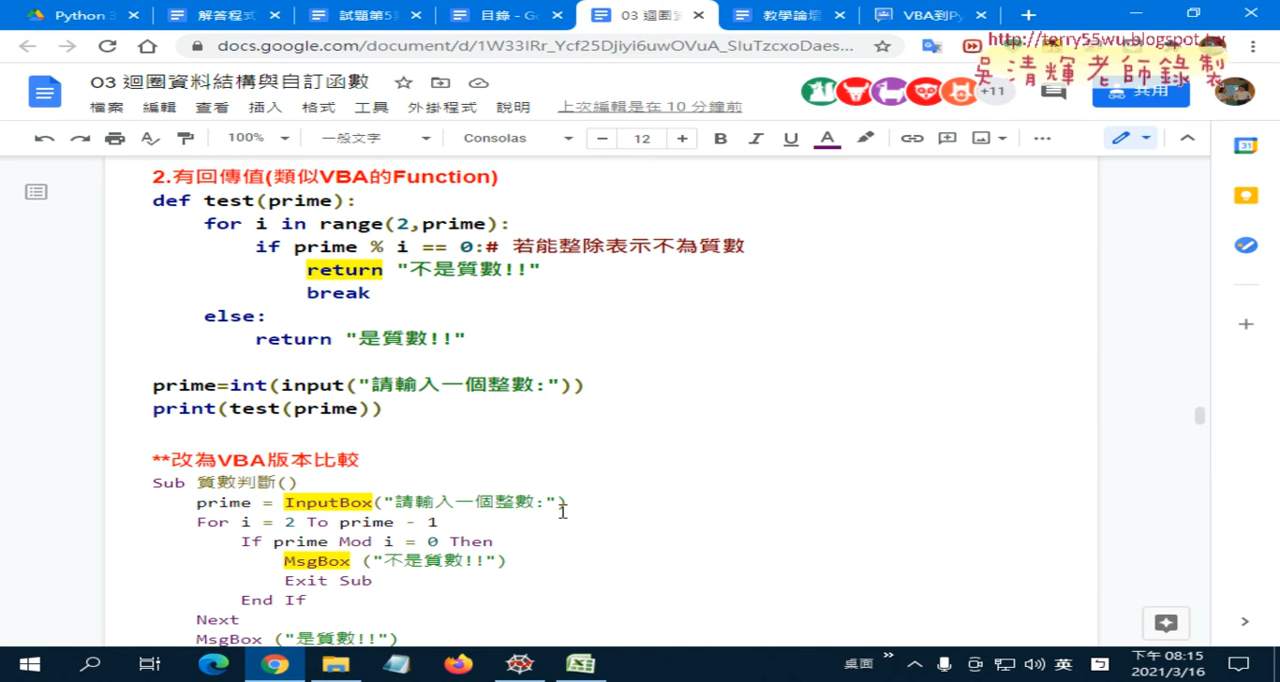 Python 3
解答程式
試題第5
目錄 - Go
03 迴圈資
教學論壇
VBA到Py
docs.google.com/document/d/1W33IRr_Ycf25Djiyi6uwOVuA_SIuTzcxoDaes...
http://terry55wu.blogspot.tw
吳清輝老師錄製
03 迴圈資料結構與自訂函數
+11
共用
檔案 編輯 查看 插入 格式 工具 外掛程式 說明 上次編輯是在 10 分鐘前
100% 一般文字 Consolas 12 B I U A
31
2.有回傳值(類似VBA的Function)
def test(prime):
for i in range(2,prime):
if prime % i == 0:# 若能整除表示不為質數
return "不是質數!!"
break
else:
return "是質數!!"
prime=int(input("請輸入一個整數:"))
print(test(prime))
**改為VBA版本比較
Sub 質數判斷()
prime = InputBox("請輸入一個整數:")
For i = 2 To prime - 1
If prime Mod i = 0 Then
MsgBox ("不是質數!!")
Exit Sub
End If
Next
MsgBox ("是質數!!")
桌面 英 下午 08:15
2021/3/16